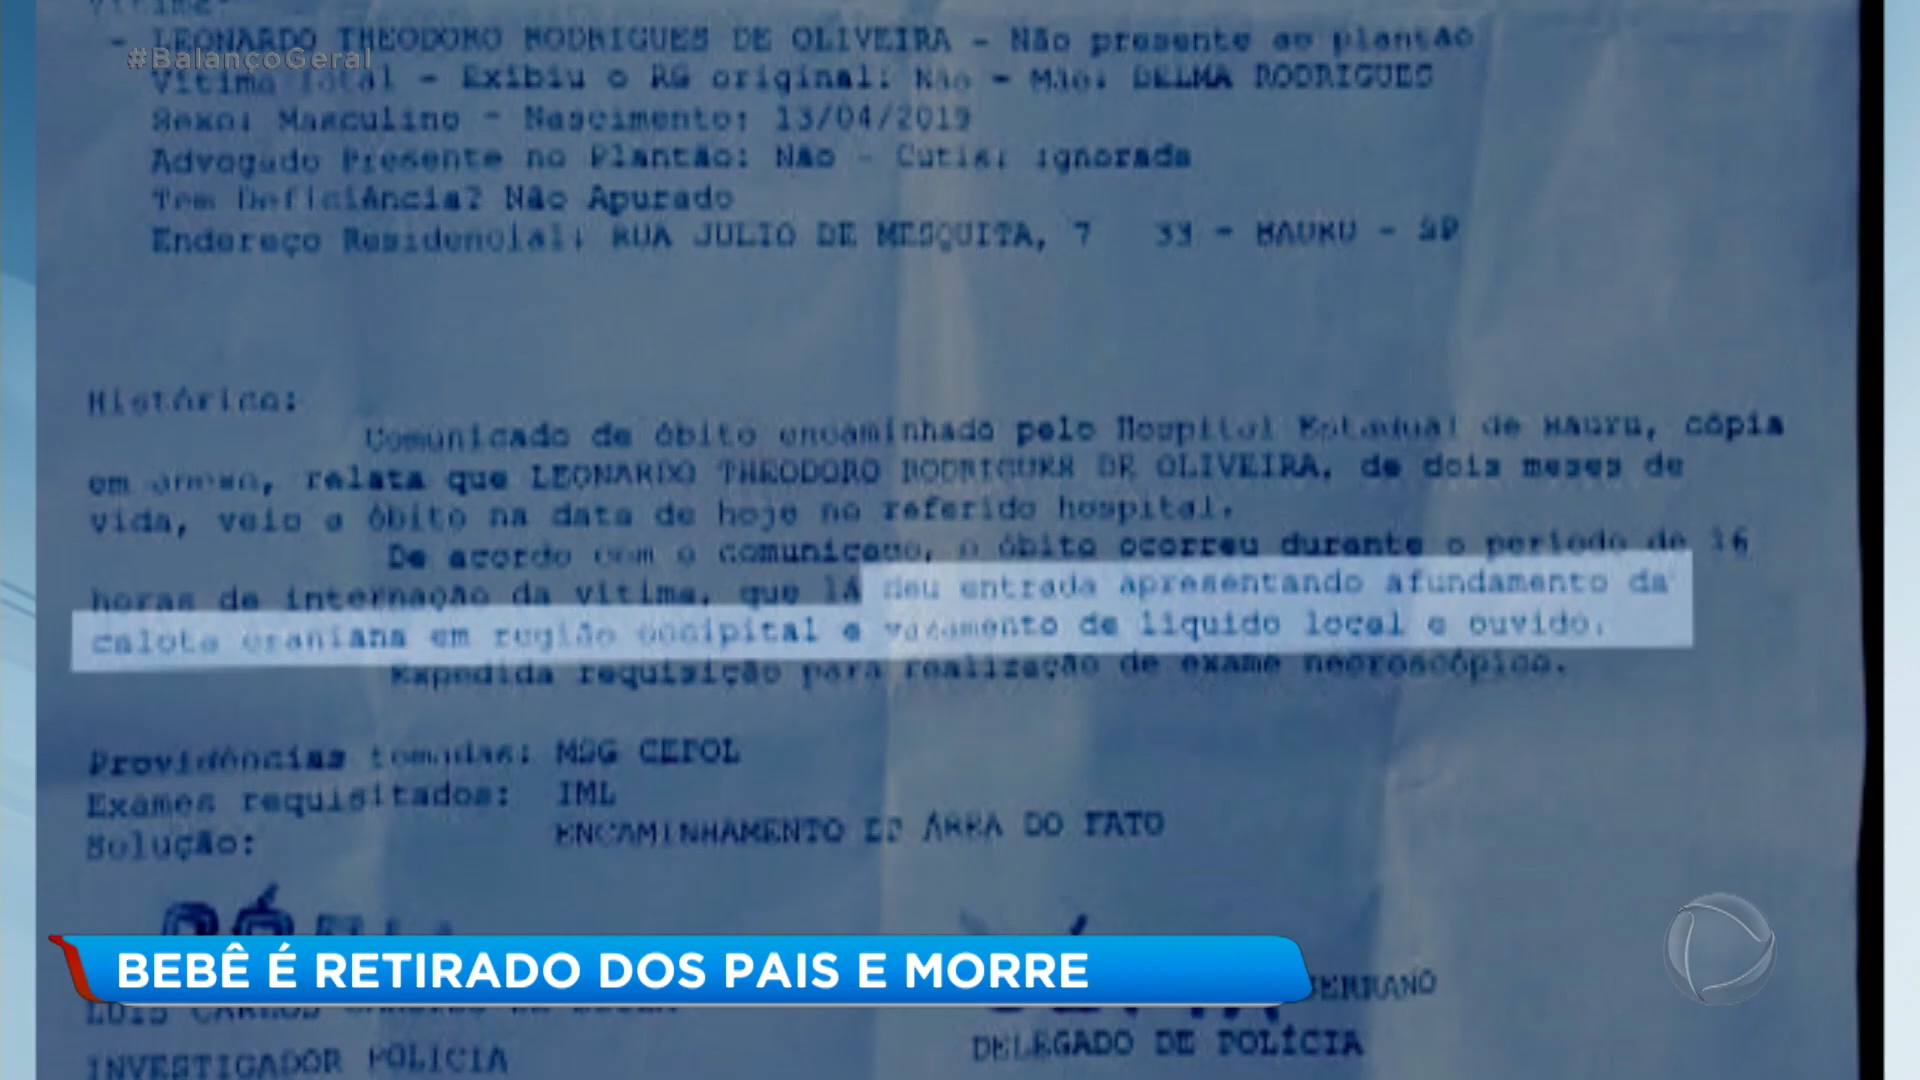 Vítima:
- LEONARDO THEODORO RODRIGUES DE OLIVEIRA - Não presente ao plantão
#BalançoGeral
Vítima Fatal - Exibiu o RG original: Não - Mãe: DELMA RODRIGUES
Sexo: Masculino - Nascimento: 13/04/2019
Advogado Presente no Plantão: Não - Cutis: Ignorada
Tem Deficiência? Não Apurado
Endereço Residencial: RUA JULIO DE MESQUITA, 7 33 - BAURU - SP
Histórico:
Comunicado de óbito encaminhado pelo Hospital Estadual de Bauru, cópia
em anexo, relata que LEONARDO THEODORO RODRIGUES DE OLIVEIRA, de dois meses de
vida, veio a óbito na data de hoje no referido hospital.
De acordo com o comunicado, o óbito ocorreu durante o período de 16
horas de internação da vítima, que lá deu entrada apresentando afundamento da
calota craniana em região occipital e vazamento de líquido local e ouvido.
Expedida requisição para realização de exame necroscópico.
Providências tomadas: MSG CEPOL
Exames requisitados: IML
Solução: ENCAMINHAMENTO DP ÁREA DO FATO
BEBÊ É RETIRADO DOS PAIS E MORRE
SERRANO
LUIS CARLOS
DELEGADO DE POLÍCIA
INVESTIGADOR POLÍCIA